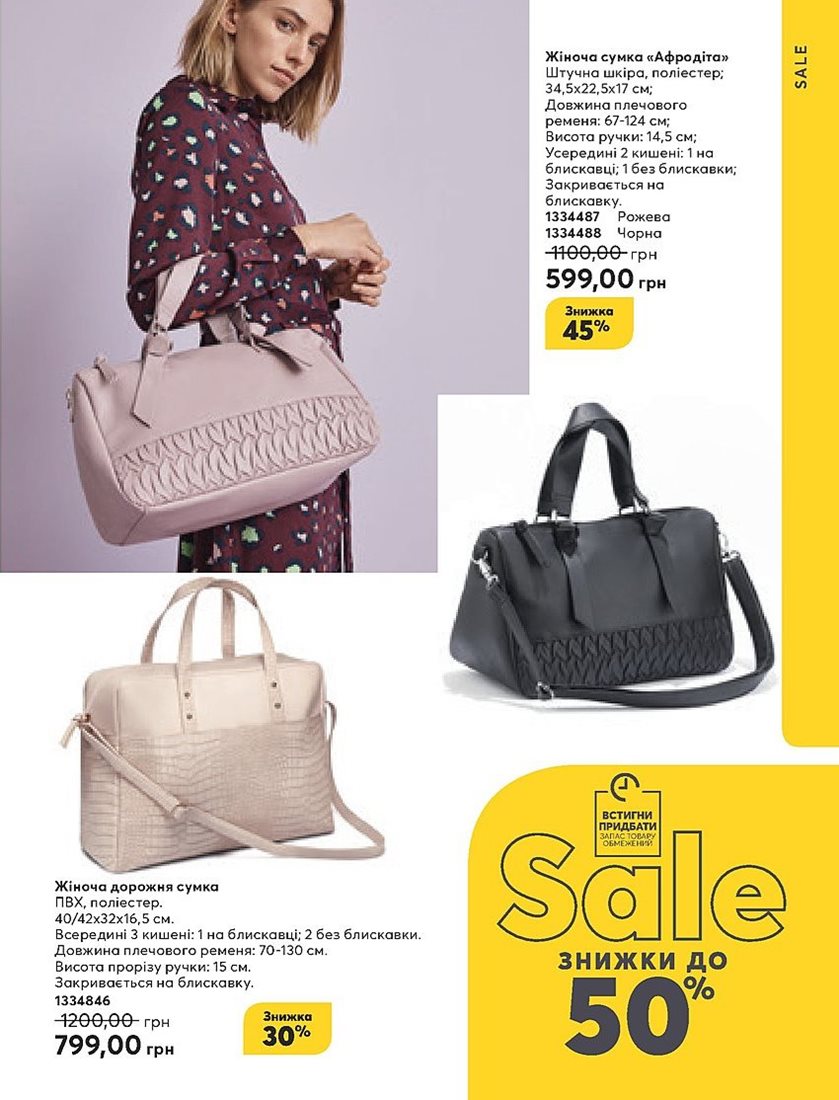 SALE
Жіноча сумка «Афродіта»
Штучна шкіра, поліестер;
34,5х22,5х17 см;
Довжина плечового
ременя: 67-124 см;
Висота ручки: 14,5 см;
Усередині 2 кишені: 1 на
блискавці; 1 без блискавки;
Закривається на
блискавку.
1334487 Рожева
1334488 Чорна
1100,00 грн
599,00 грн
Знижка
45%
Жіноча дорожня сумка
ПВХ, поліестер.
40/42х32х16,5 см.
Всередині 3 кишені: 1 на блискавці; 2 без блискавки.
Довжина плечового ременя: 70-130 см.
Висота прорізу ручки: 15 см.
Закривається на блискавку.
1334846
1200,00 грн
799,00 грн
Знижка
30%
ВСТИГНИ
ПРИДБАТИ
ЗАПАС ТОВАРУ
ОБМЕЖЕНИЙ
Sale
ЗНИЖКИ ДО
50%